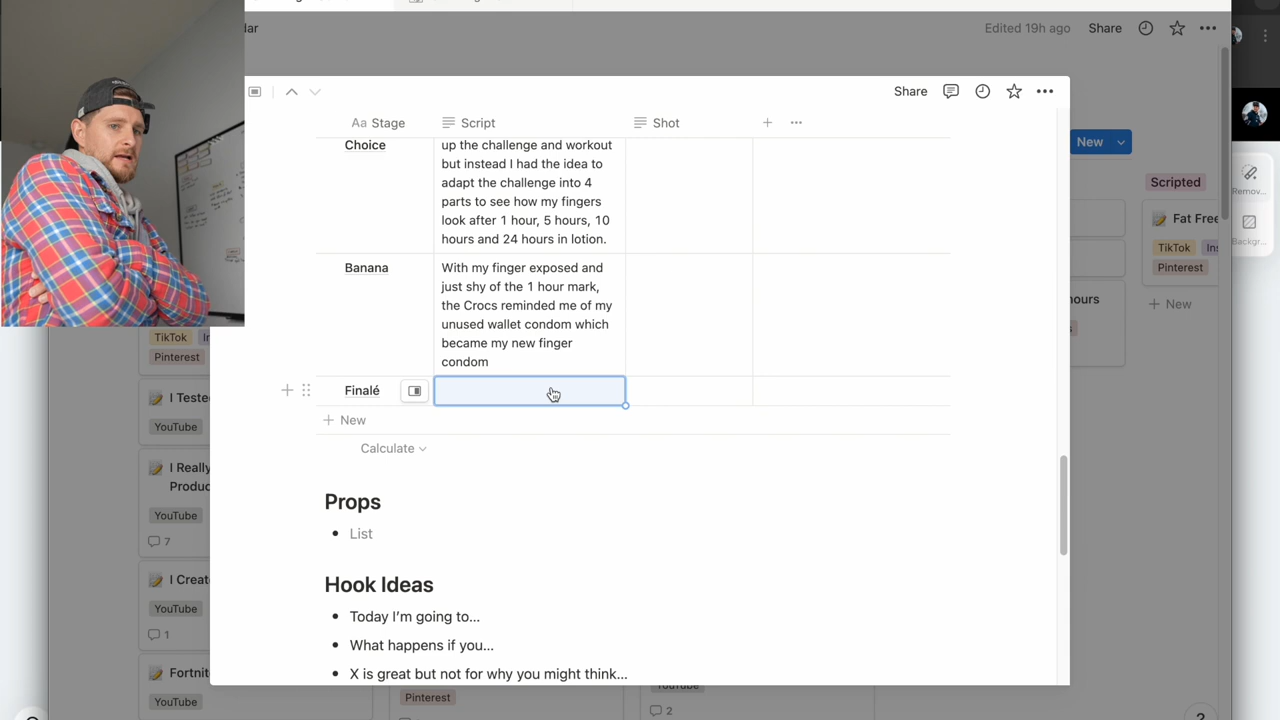 dar
Edited 19h ago
Share
Share
Aa Stage
Script
Shot
New
Choice
up the challenge and workout
but instead I had the idea to
adapt the challenge into 4
parts to see how my fingers
look after 1 hour, 5 hours, 10
hours and 24 hours in lotion.
Scripted
Remov...
Fat Free
TikTok
Pinterest
Backgr...
Banana
With my finger exposed and
just shy of the 1 hour mark,
the Crocs reminded me of my
unused wallet condom which
became my new finger
condom
ours
New
TikTok
Pinterest
Finalé
New
Calculate
I Tested
YouTube
I Really
Produc
YouTube
7
Props
List
I Creat
YouTube
1
Hook Ideas
Today I'm going to...
What happens if you...
X is great but not for why you might think...
Fortnit
YouTube
Pinterest
YouTube
2
?